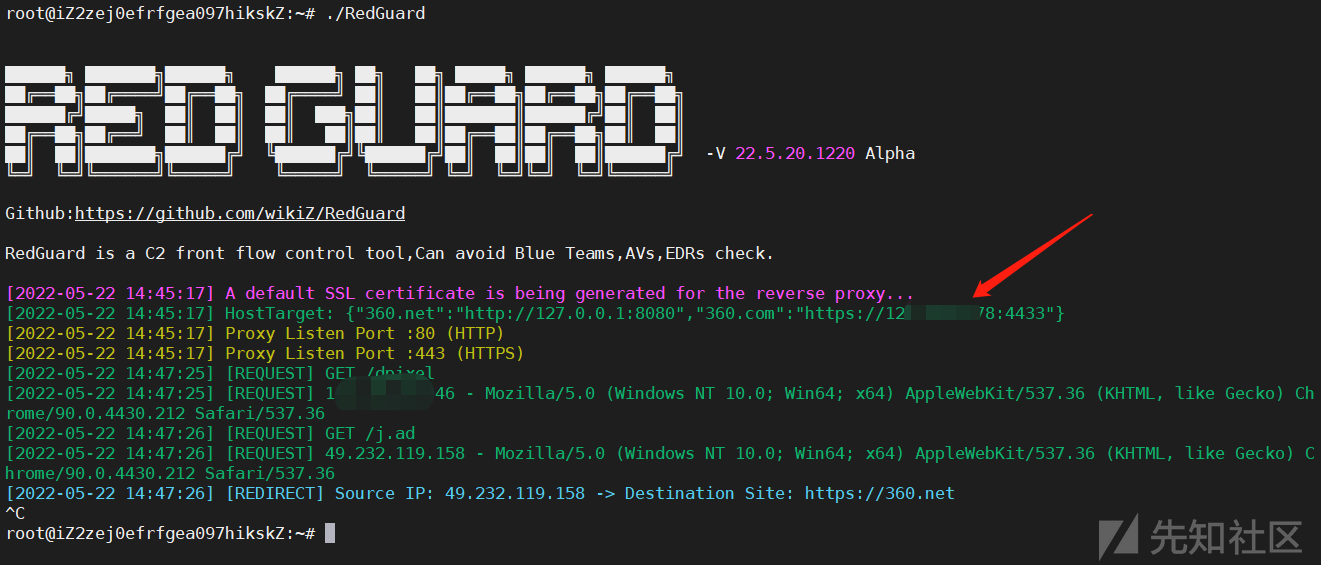 root@iZ2zej0efrfgea097hikskZ:~# ./RedGuard
RED GUARD
-V 22.5.20.1220 Alpha
Github:https://github.com/wikiZ/RedGuard
RedGuard is a C2 front flow control tool,Can avoid Blue Teams,AVs,EDRs check.
[2022-05-22 14:45:17] A default SSL certificate is being generated for the reverse proxy...
[2022-05-22 14:45:17] HostTarget: {"360.net":"http://127.0.0.1:8080","360.com":"https://12 78:4433"}
[2022-05-22 14:45:17] Proxy Listen Port :80 (HTTP)
[2022-05-22 14:45:17] Proxy Listen Port :443 (HTTPS)
[2022-05-22 14:47:25] [REQUEST] GET /dpixel
[2022-05-22 14:47:25] [REQUEST] 1 46 - Mozilla/5.0 (Windows NT 10.0; Win64; x64) AppleWebKit/537.36 (KHTML, like Gecko) Ch
rome/90.0.4430.212 Safari/537.36
[2022-05-22 14:47:26] [REQUEST] GET /j.ad
[2022-05-22 14:47:26] [REQUEST] 49.232.119.158 - Mozilla/5.0 (Windows NT 10.0; Win64; x64) AppleWebKit/537.36 (KHTML, like Gecko) C
hrome/90.0.4430.212 Safari/537.36
[2022-05-22 14:47:26] [REDIRECT] Source IP: 49.232.119.158 -> Destination Site: https://360.net
^C
root@iZ2zej0efrfgea097hikskZ:~#
先知社区